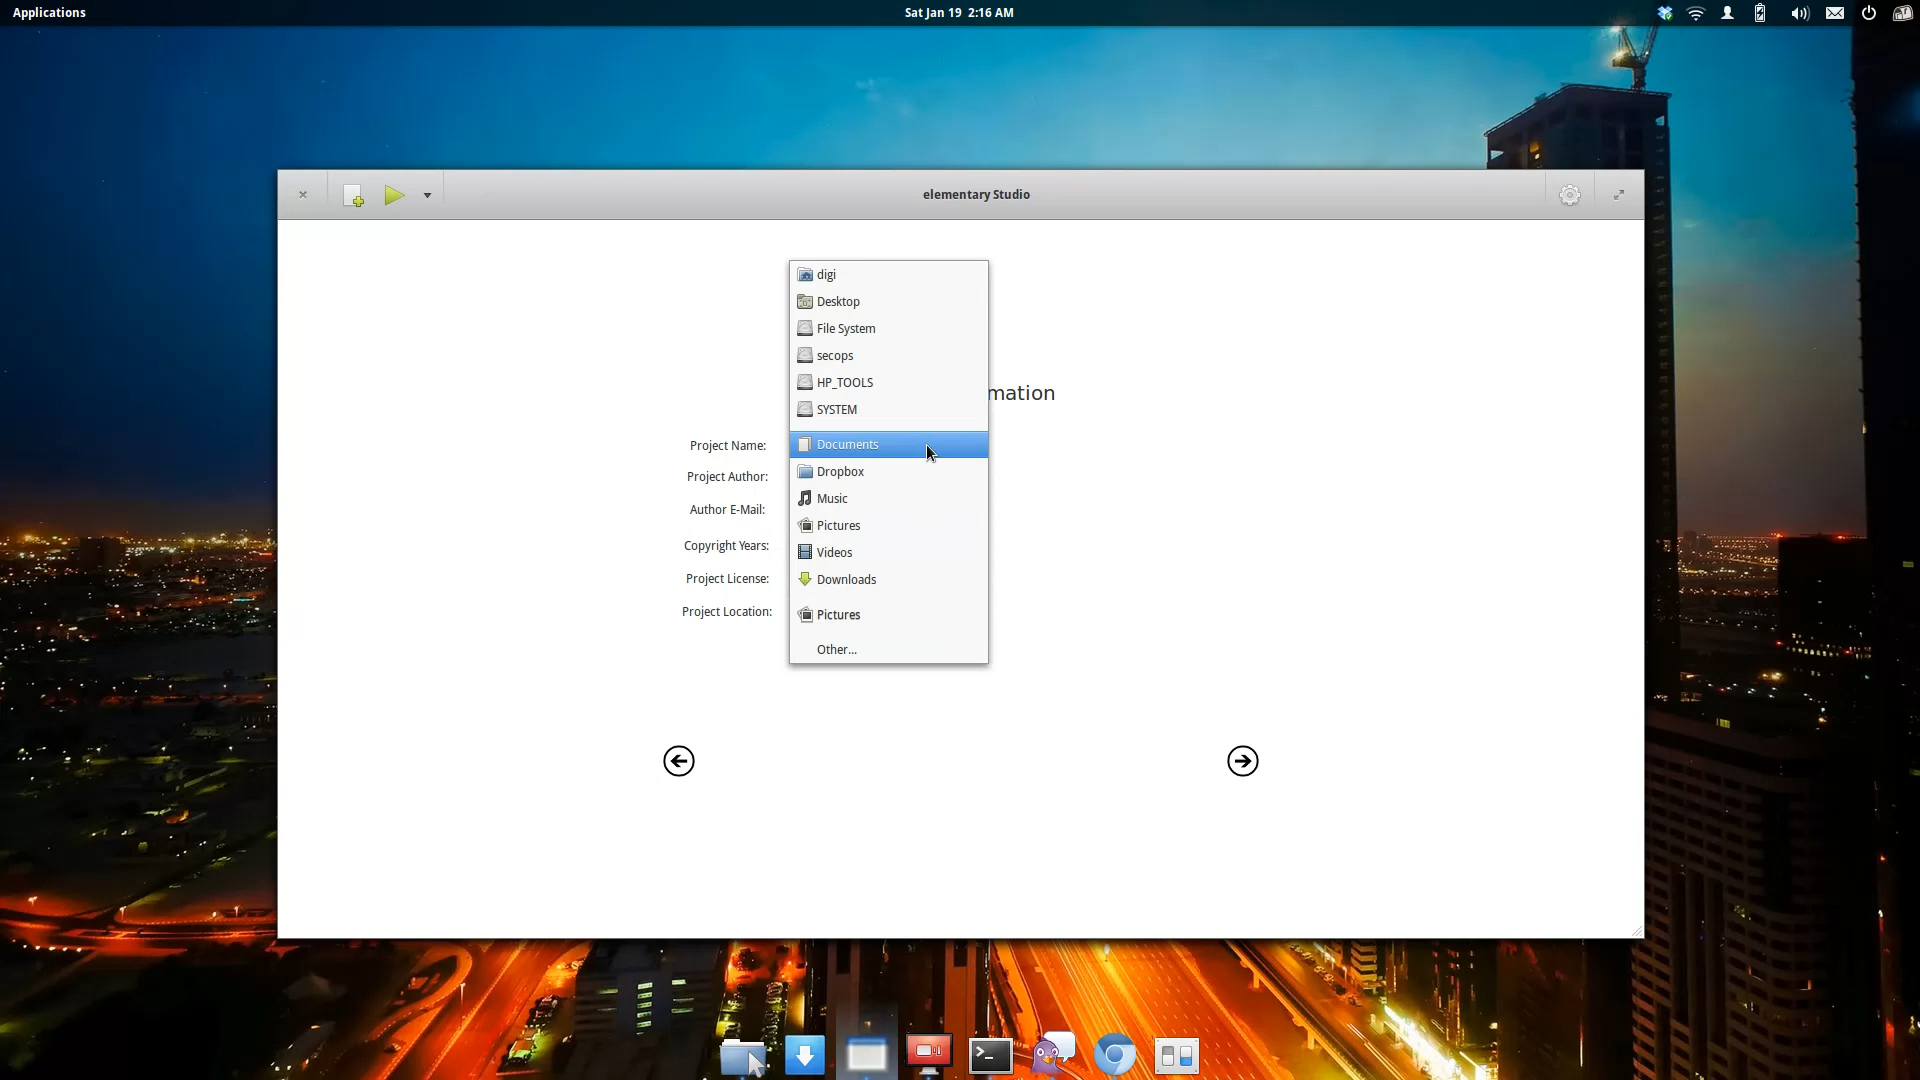 Applications
Sat Jan 19 2:16 AM
elementary Studio
digi
Desktop
File System
secops
HP_TOOLS
SYSTEM
mation
Documents
Dropbox
Music
Pictures
Videos
Downloads
Pictures
Other...
Project Name:
Project Author:
Author E-Mail:
Copyright Years:
Project License:
Project Location: